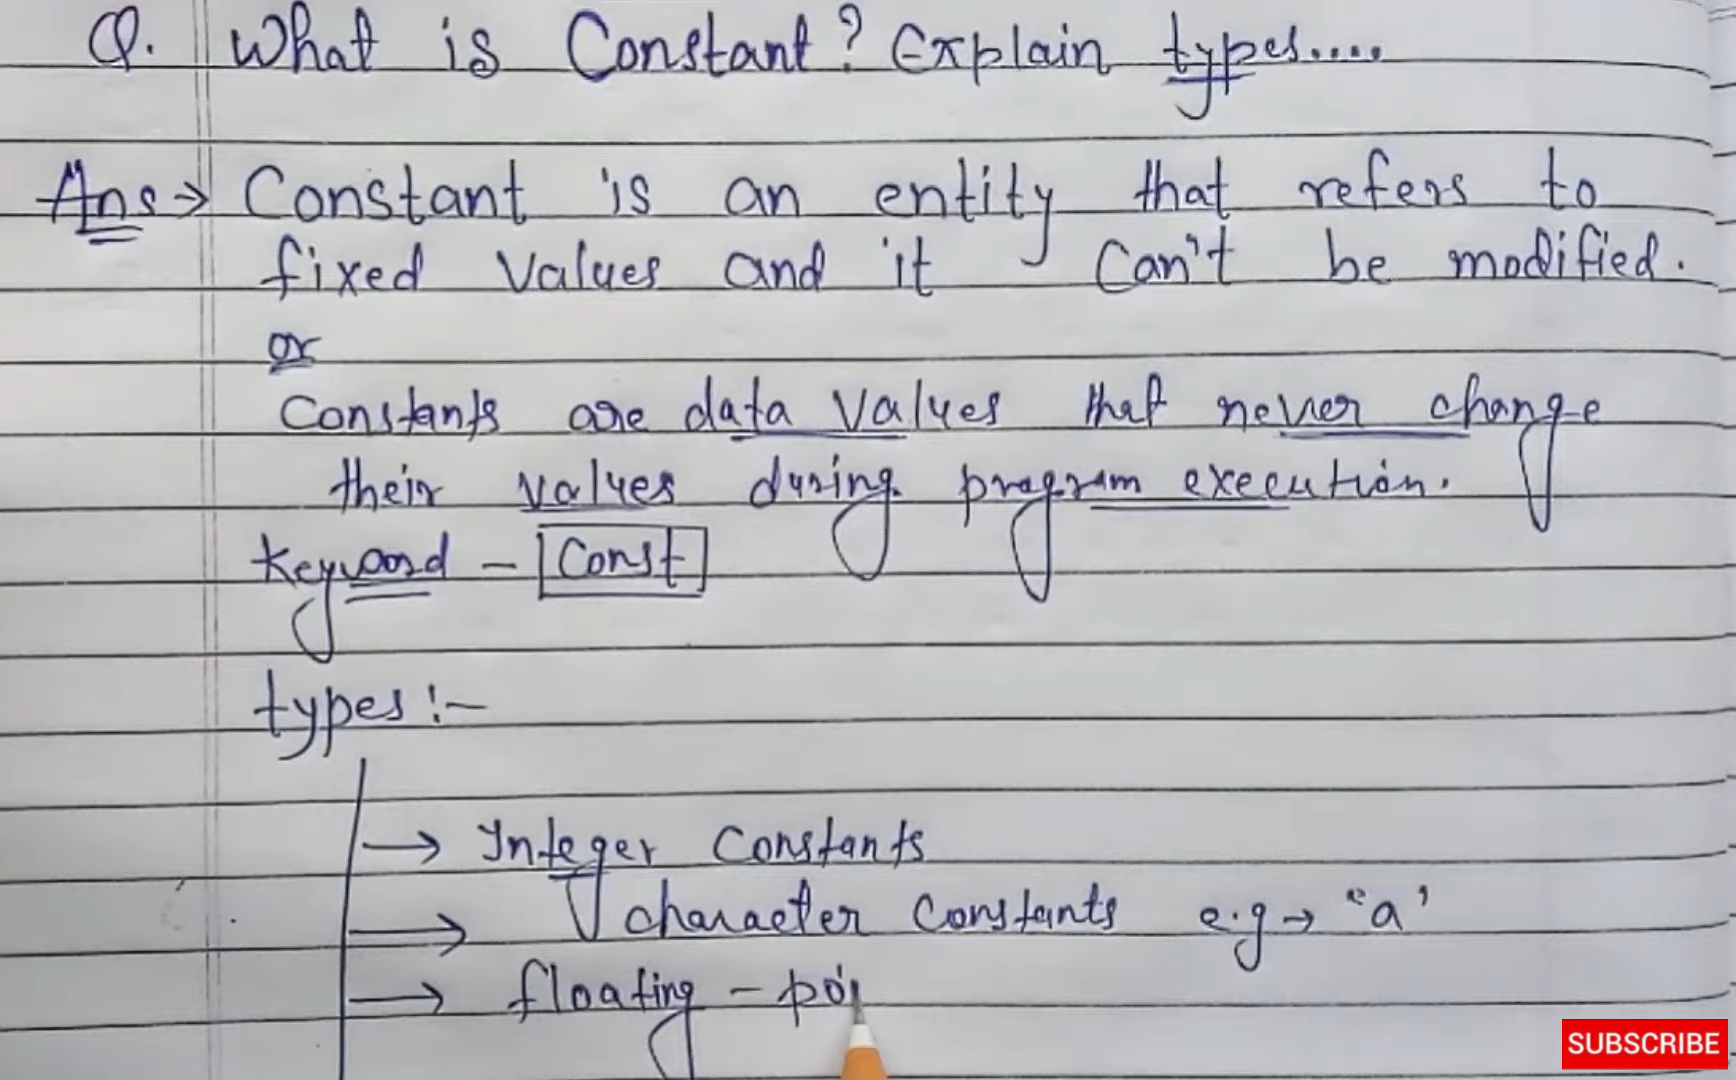 Q. What is Constant? Explain types....
Ans → Constant is an entity that refers to
fixed values and it can't be modified.
or
Constants are data values that never change
their values during program execution.
keyword - Const
types :-
→ Integer Constants
→ character Constants e.g → 'a'
→ floating - poi
SUBSCRIBE